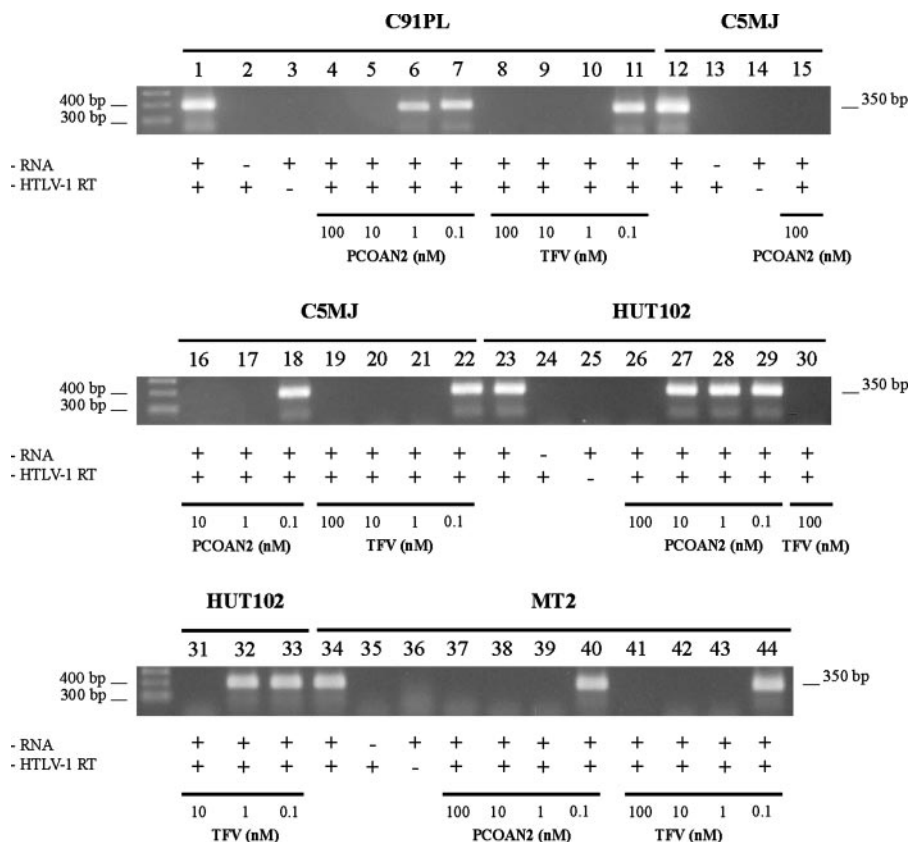 C91PL C5MJ
1 2 3 4 5 6 7 8 9 10 11 12 13 14 15
400 bp
300 bp
350 bp
- RNA + - + + + + + + + + + + - + +
- HTLV-1 RT + + - + + + + + + + + + + - +
100 10 1 0.1 100 10 1 0.1 100
PCOAN2 (nM) TFV (nM) PCOAN2 (nM)
C5MJ HUT102
16 17 18 19 20 21 22 23 24 25 26 27 28 29 30
400 bp
300 bp
350 bp
- RNA + + + + + + + + - + + + + + +
- HTLV-1 RT + + + + + + + + + - + + + + +
10 1 0.1 100 10 1 0.1 100 10 1 0.1 100
PCOAN2 (nM) TFV (nM) PCOAN2 (nM) TFV (nM)
HUT102 MT2
31 32 33 34 35 36 37 38 39 40 41 42 43 44
400 bp
300 bp
350 bp
- RNA + + + + - + + + + + + + + +
- HTLV-1 RT + + + + + - + + + + + + + +
10 1 0.1 100 10 1 0.1 100 10 1 0.1
TFV (nM) PCOAN2 (nM) TFV (nM)